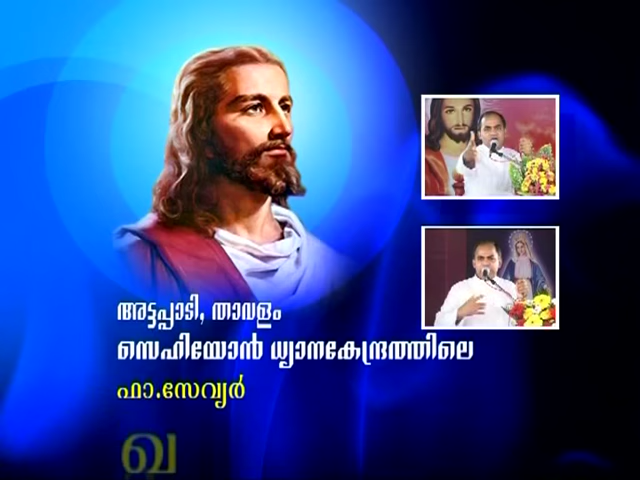 അട്ടപ്പാടി, താവളം
സെഹിയോൻ ധ്യാനകേന്ദ്രത്തിലെ
ഫാ.സേവ്യർ